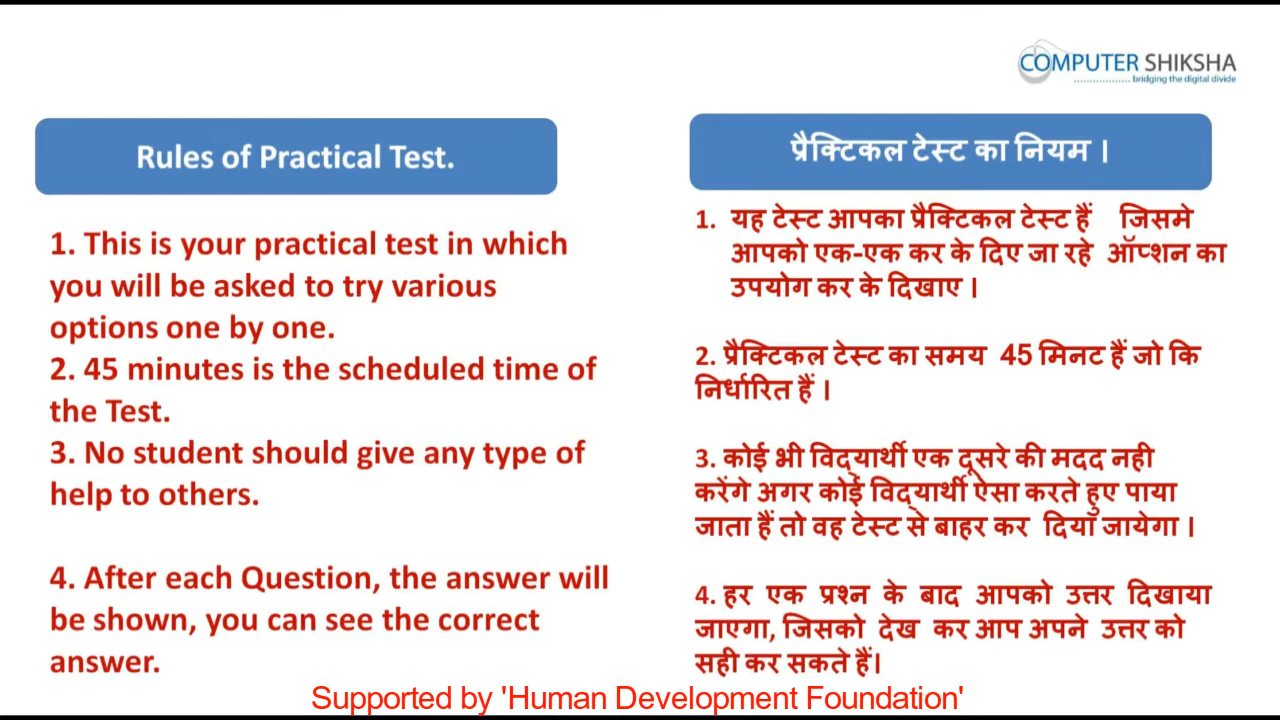 COMPUTER SHIKSHA
bridging the digital divide
Rules of Practical Test.
1. This is your practical test in which
you will be asked to try various
options one by one.
2. 45 minutes is the scheduled time of
the Test.
3. No student should give any type of
help to others.
4. After each Question, the answer will
be shown, you can see the correct
answer.
प्रैक्टिकल टेस्ट का नियम ।
1. यह टेस्ट आपका प्रैक्टिकल टेस्ट हैं जिसमे
आपको एक-एक कर के दिए जा रहे ऑप्शन का
उपयोग कर के दिखाए ।
2. प्रैक्टिकल टेस्ट का समय 45 मिनट हैं जो कि
निर्धारित हैं ।
3. कोई भी विद्यार्थी एक दूसरे की मदद नही
करेंगे अगर कोई विद्यार्थी ऐसा करते हुए पाया
जाता हैं तो वह टेस्ट से बाहर कर दिया जायेगा ।
4. हर एक प्रश्न के बाद आपको उत्तर दिखाया
जाएगा, जिसको देख कर आप अपने उत्तर को
सही कर सकते हैं।
Supported by 'Human Development Foundation'